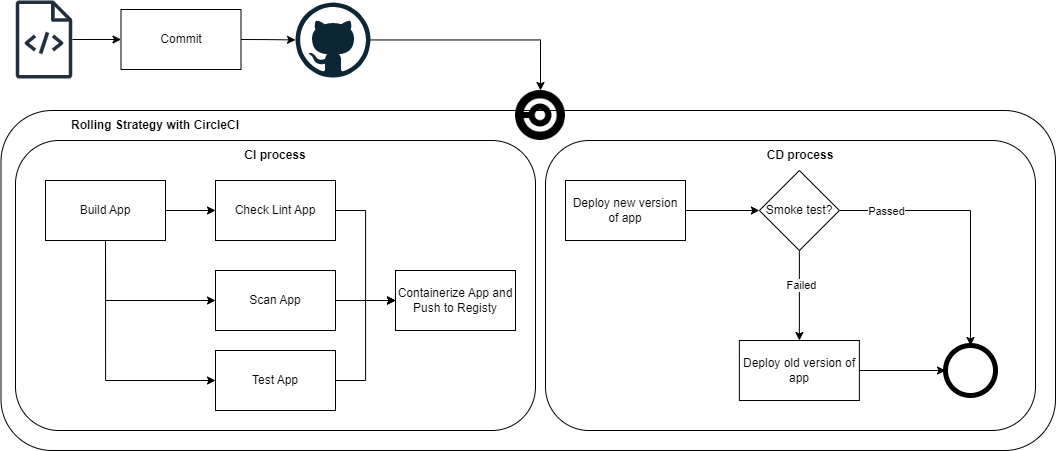 </>
Commit
Rolling Strategy with CircleCI
CI process
Build App
Check Lint App
Scan App
Test App
Containerize App and
Push to Registy
CD process
Deploy new version
of app
Smoke test?
Passed
Failed
Deploy old version of
app